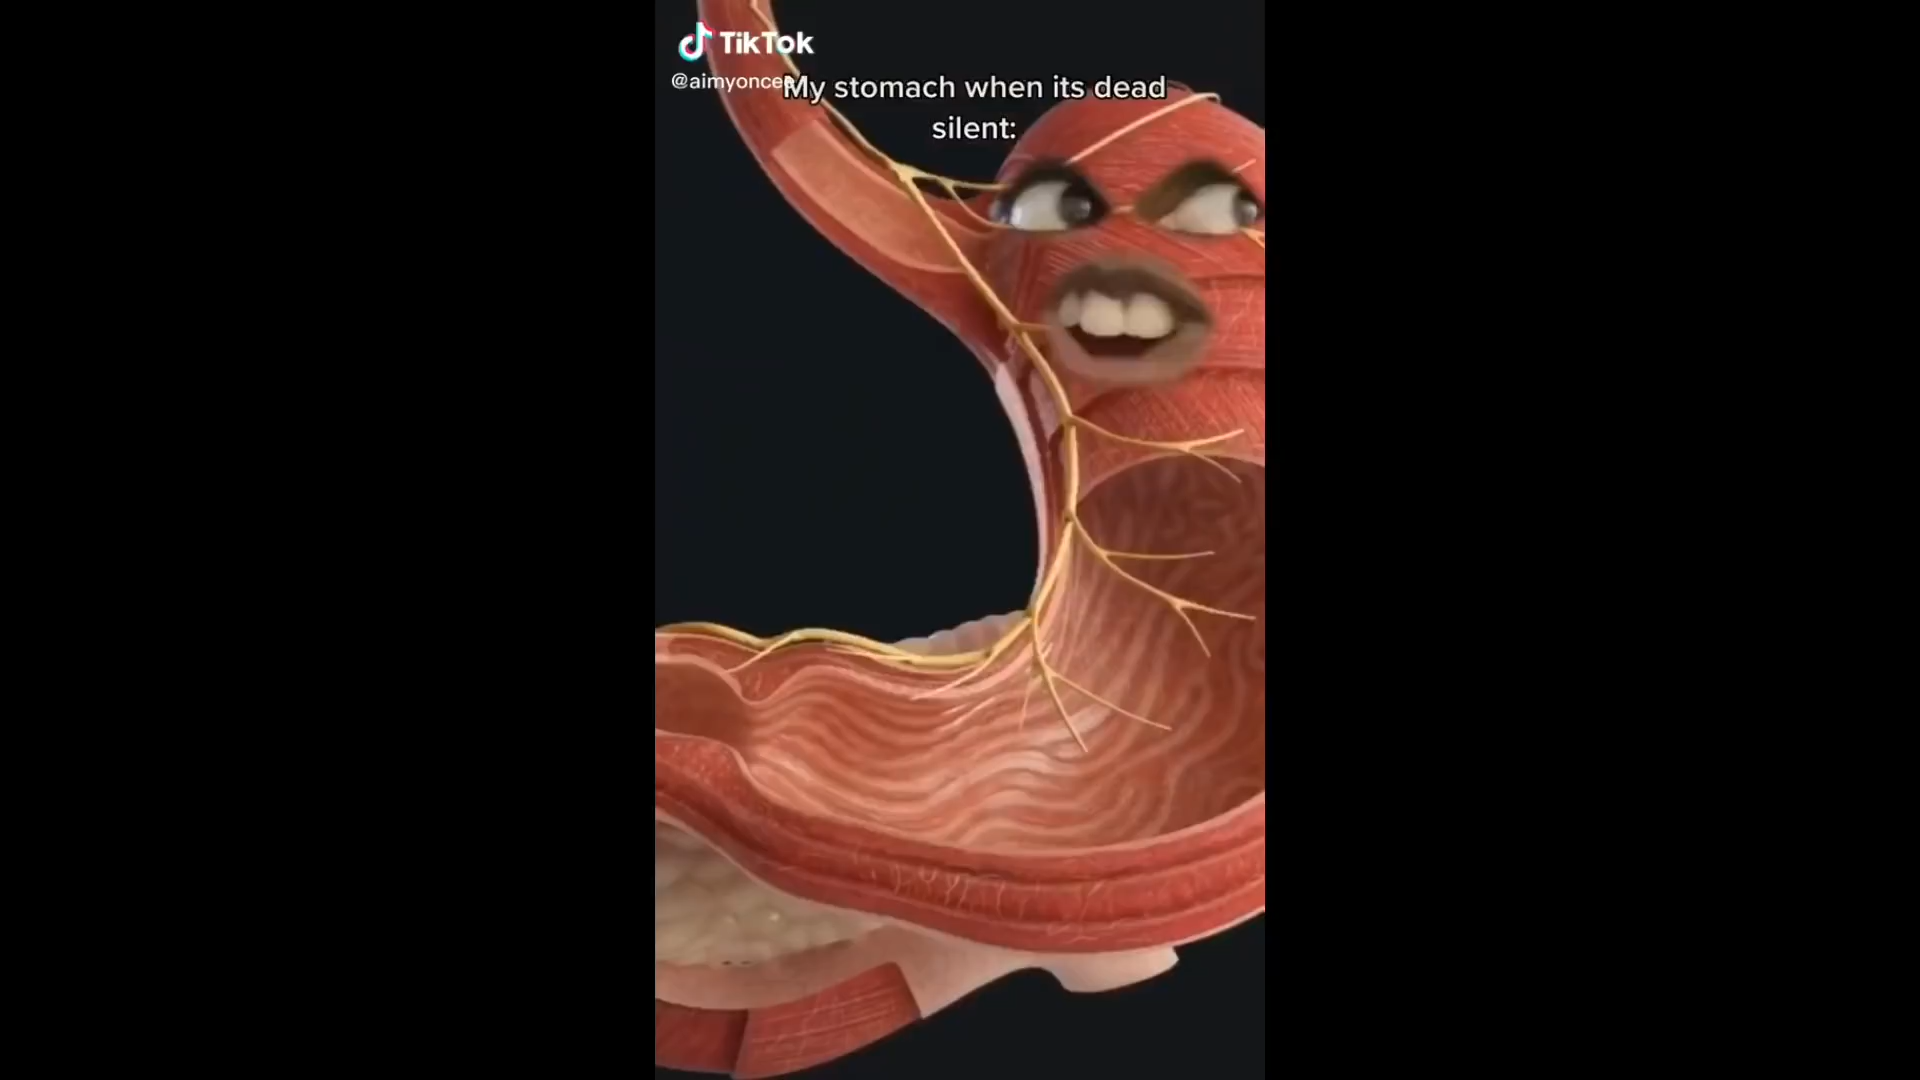 TikTok
@aimyonce
My stomach when its dead
silent: